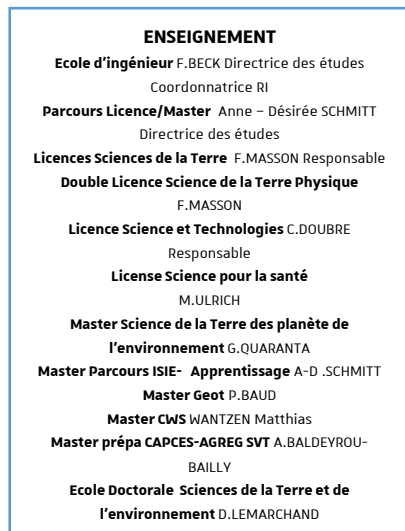 ENSEIGNEMENT
Ecole d'ingénieur F.BECK Directrice des études
Coordonnatrice RI
Parcours Licence/Master Anne – Désirée SCHMITT
Directrice des études
Licences Sciences de la Terre F.MASSON Responsable
Double Licence Science de la Terre Physique
F.MASSON
Licence Science et Technologies C.DOUBRE
Responsable
License Science pour la santé
M.ULRICH
Master Science de la Terre des planète de
l'environnement G.QUARANTA
Master Parcours ISIE- Apprentissage A-D .SCHMITT
Master Geot P.BAUD
Master CWS WANTZEN Matthias
Master prépa CAPCES-AGREG SVT A.BALDEYROU-
BAILLY
Ecole Doctorale Sciences de la Terre et de
l'environnement D.LEMARCHAND